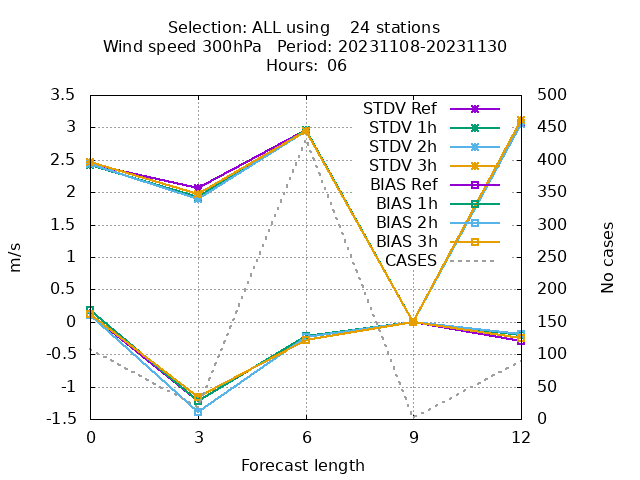 Selection: ALL using    24 stations
Wind speed 300hPa   Period: 20231108-20231130
Hours:  06
3.5
3
2.5
2
1.5
1
0.5
0
-0.5
-1
-1.5
m/s
STDV Ref
STDV 1h
STDV 2h
STDV 3h
BIAS Ref
BIAS 1h
BIAS 2h
BIAS 3h
CASES
500
450
400
350
300
250
200
150
100
50
0
No cases
0 3 6 9 12
Forecast length